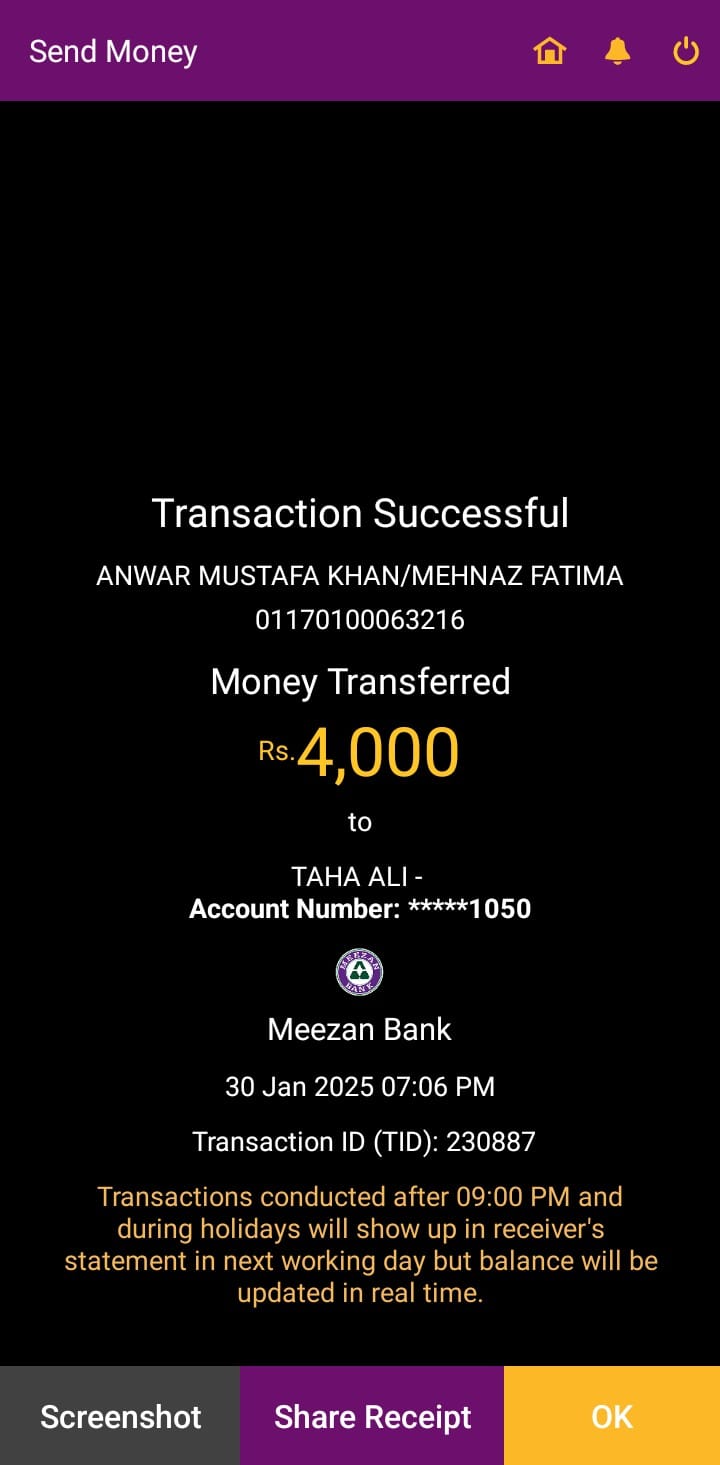 Send Money
Transaction Successful
ANWAR MUSTAFA KHAN/MEHNAZ FATIMA
01170100063216
Money Transferred
Rs.4,000
to
TAHA ALI -
Account Number: *****1050
MEEZAN
BANK
Meezan Bank
30 Jan 2025 07:06 PM
Transaction ID (TID): 230887
Transactions conducted after 09:00 PM and
during holidays will show up in receiver's
statement in next working day but balance will be
updated in real time.
Screenshot
Share Receipt
OK